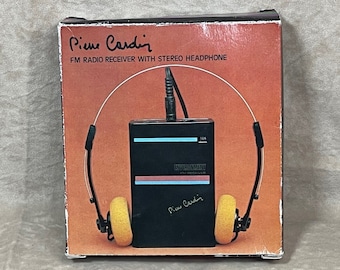 Pierre Cardin
FM RADIO RECEIVER WITH STEREO HEADPHONE
Pierre Cardin